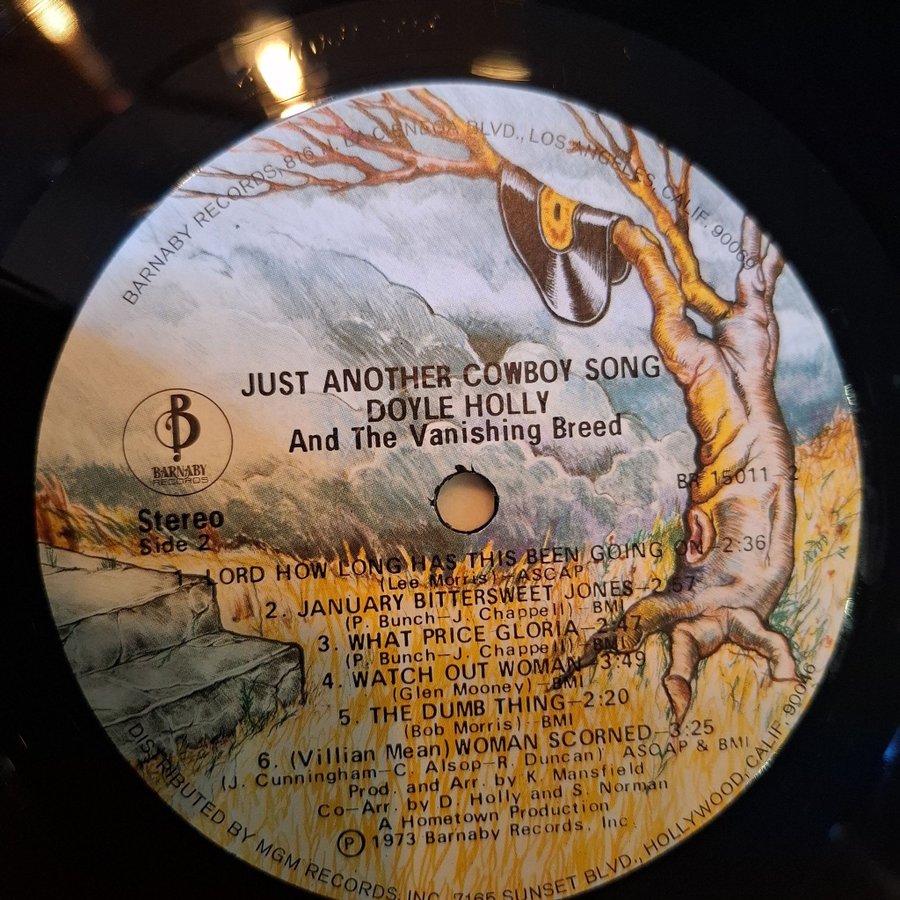 BARNABY RECORDS, 816 N. LA CIENEGA BLVD., LOS ANGELES, CALIF. 90069
JUST ANOTHER COWBOY SONG
DOYLE HOLLY
And The Vanishing Breed
B
BARNABY
RECORDS
BR 15011-2
Stereo
Side 2
1. LORD HOW LONG HAS THIS BEEN GOING ON-2:36
(Lee Morris)-ASCAP
2. JANUARY BITTERSWEET JONES-2:57
(P. Bunch-J. Chappell)-BMI
3. WHAT PRICE GLORIA-2:47
(P. Bunch-J. Chappell)-BMI
4. WATCH OUT WOMAN 3:49
(Glen Mooney)-BMI
5. THE DUMB THING-2:20
(Bob Morris)-BMI
6. (Villian Mean) WOMAN SCORNED-3:25
(J. Cunningham-C. Alsop-R. Duncan) ASCAP & BMI
Prod. and Arr. by K. Mansfield
Co-Arr. by D. Holly and S. Norman
A Hometown Production
Ⓟ 1973 Barnaby Records, Inc.
DISTRIBUTED BY MGM RECORDS, INC. 7165 SUNSET BLVD., HOLLYWOOD, CALIF. 90046